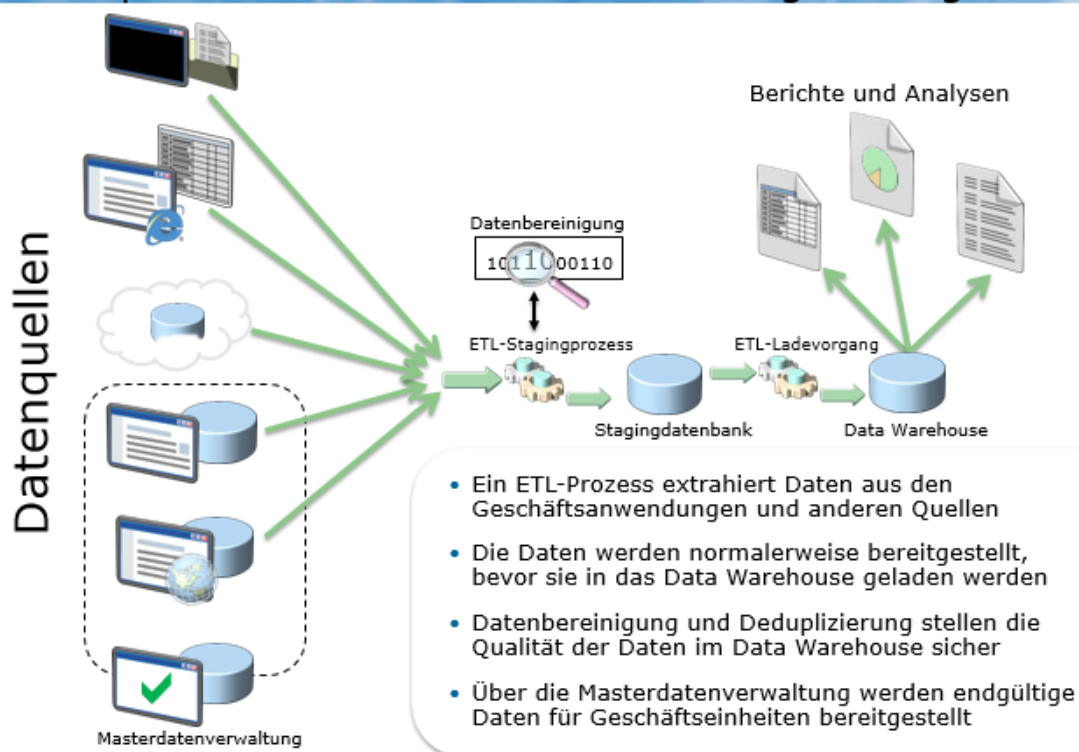 Datenquellen
Berichte und Analysen
Datenbereinigung
1011000110
ETL-Stagingprozess
ETL-Ladevorgang
Stagingdatenbank
Data Warehouse
• Ein ETL-Prozess extrahiert Daten aus den
Geschäftsanwendungen und anderen Quellen
• Die Daten werden normalerweise bereitgestellt,
bevor sie in das Data Warehouse geladen werden
• Datenbereinigung und Deduplizierung stellen die
Qualität der Daten im Data Warehouse sicher
• Über die Masterdatenverwaltung werden endgültige
Daten für Geschäftseinheiten bereitgestellt
Masterdatenverwaltung